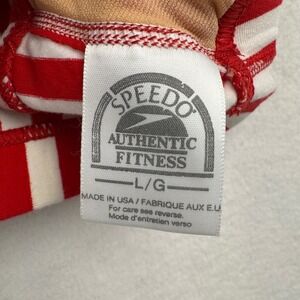 SPEEDO®
AUTHENTIC
FITNESS
L/G
MADE IN USA / FABRIQUE AUX E.U.
For care see reverse.
Mode d'entretien verso